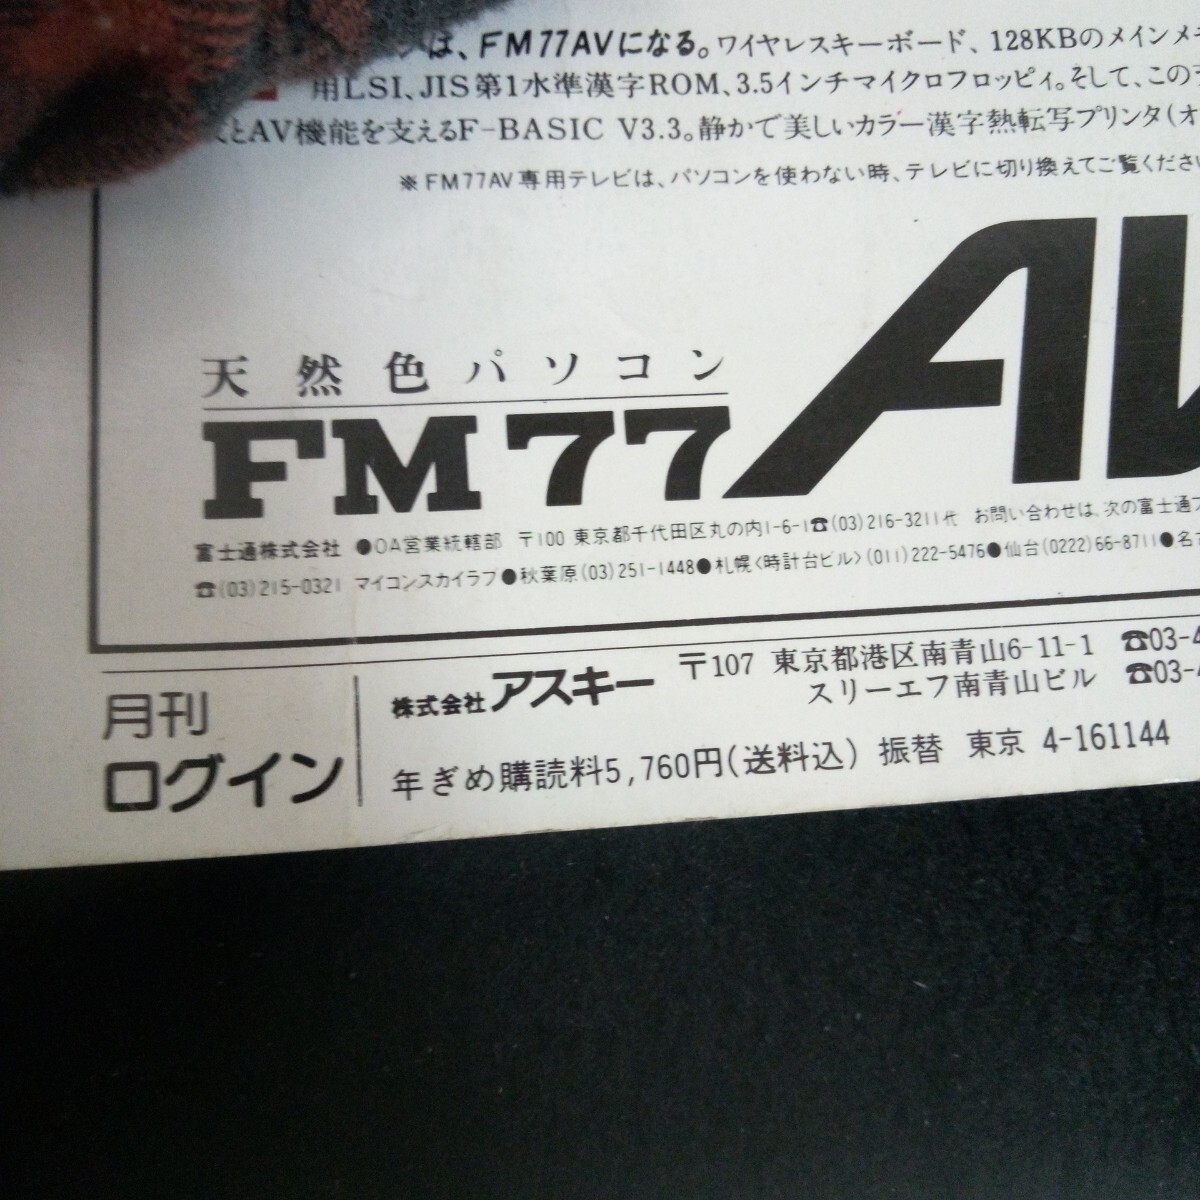 は、FM77AVになる。ワイヤレスキーボード、128KBのメインメ
用LSI、JIS第1水準漢字ROM、3.5インチマイクロフロッピィ。そして、この
とAV機能を支えるF-BASIC V3.3。静かで美しいカラー漢字熱転写プリンタ(オ
※FM77AV専用テレビは、パソコンを使わない時、テレビに切り換えてご覧ください
天然色パソコン
FM77AV
富士通株式会社 ●OA営業統轄部 〒100 東京都千代田区丸の内1-6-1☎(03)216-3211代 お問い合わせは、次の富士通
☎(03)215-0321 マイコンスカイラブ●秋葉原(03)251-1448●札幌〈時計台ビル〉(011)222-5476●仙台(0222)66-8711●名
月刊
ログイン
株式会社アスキー 〒107 東京都港区南青山6-11-1 ☎03-4
スリーエフ南青山ビル ☎03-4
年ぎめ購読料5,760円(送料込) 振替 東京 4-161144